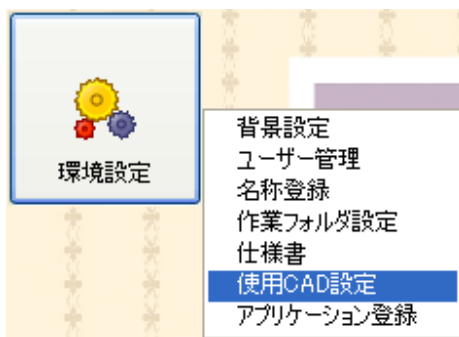 環境設定
背景設定
ユーザー管理
名称登録
作業フォルダ設定
仕様書
使用CAD設定
アプリケーション登録